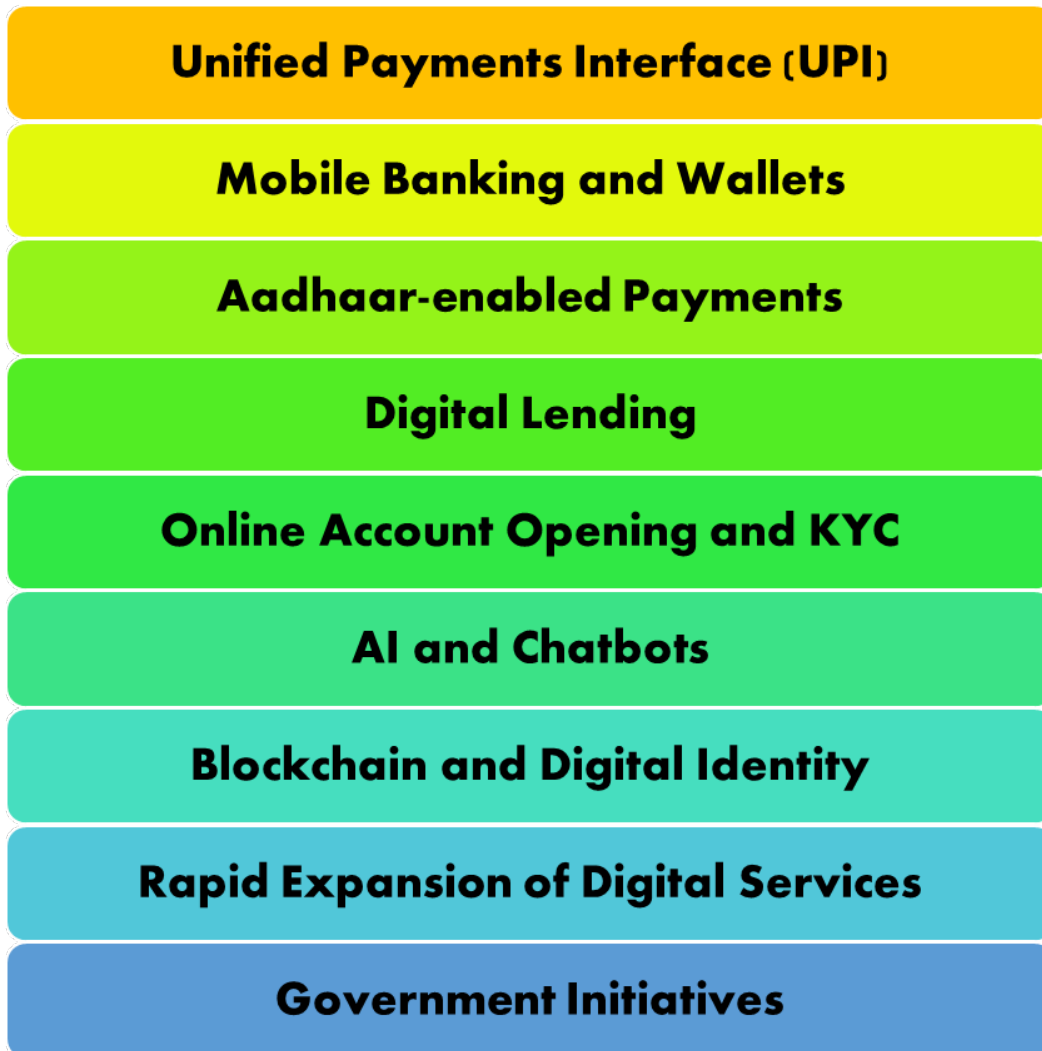 Unified Payments Interface (UPI)
Mobile Banking and Wallets
Aadhaar-enabled Payments
Digital Lending
Online Account Opening and KYC
AI and Chatbots
Blockchain and Digital Identity
Rapid Expansion of Digital Services
Government Initiatives